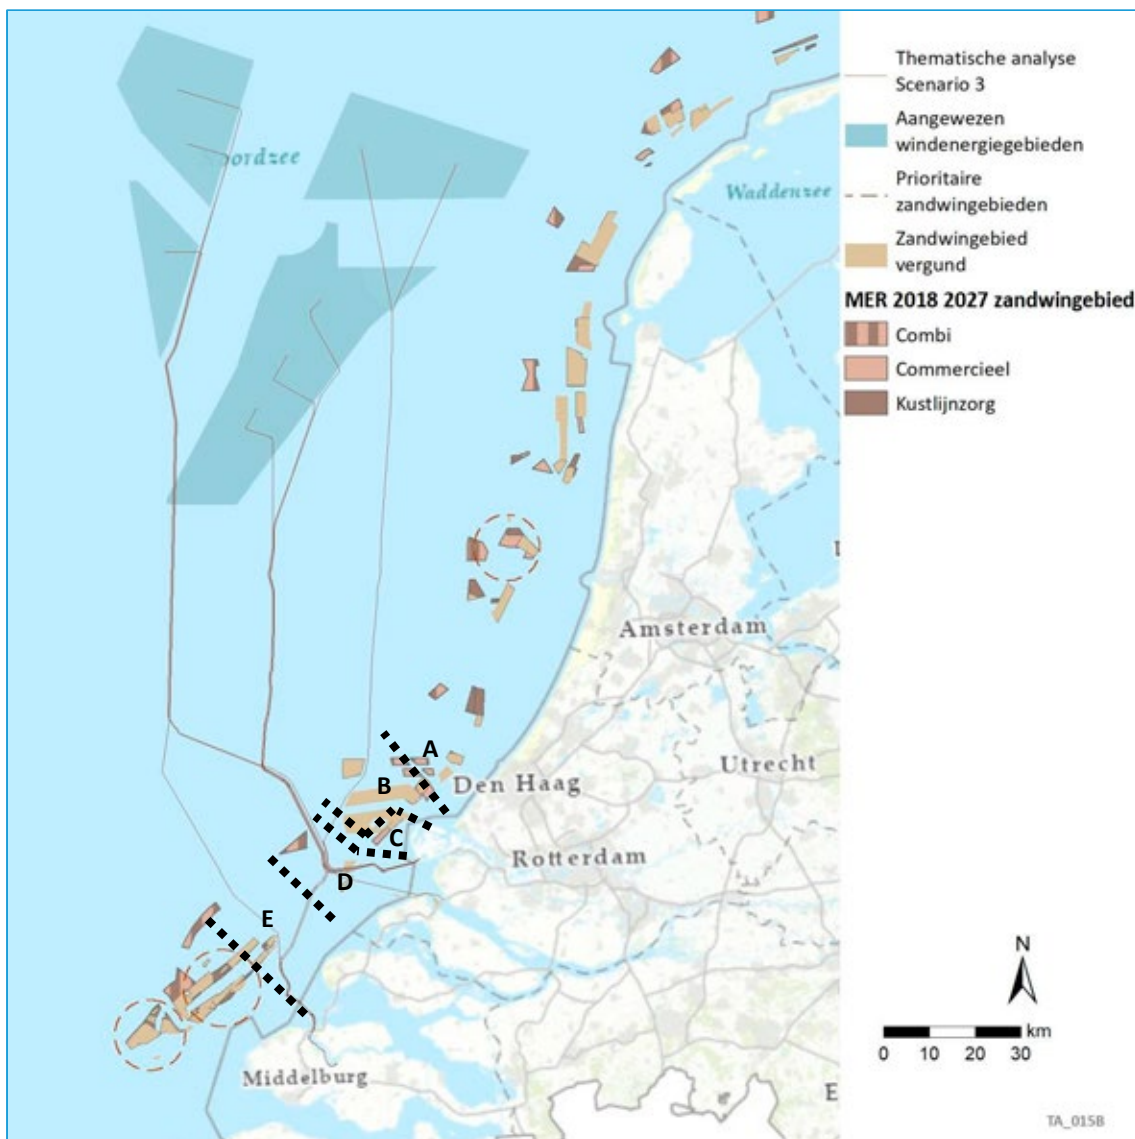 Thematische analyse
Scenario 3
Aangewezen
windenergiegebieden
Prioritaire
zandwingebieden
Zandwingebied
vergund
MER 2018 2027 zandwingebied
Combi
Commercieel
Kustlijnzorg
oordzee
Waddenzee
Amsterdam
Utrecht
A
Den Haag
B
C
Rotterdam
D
E
Middelburg
E
N
km
0 10 20 30
TA_015B